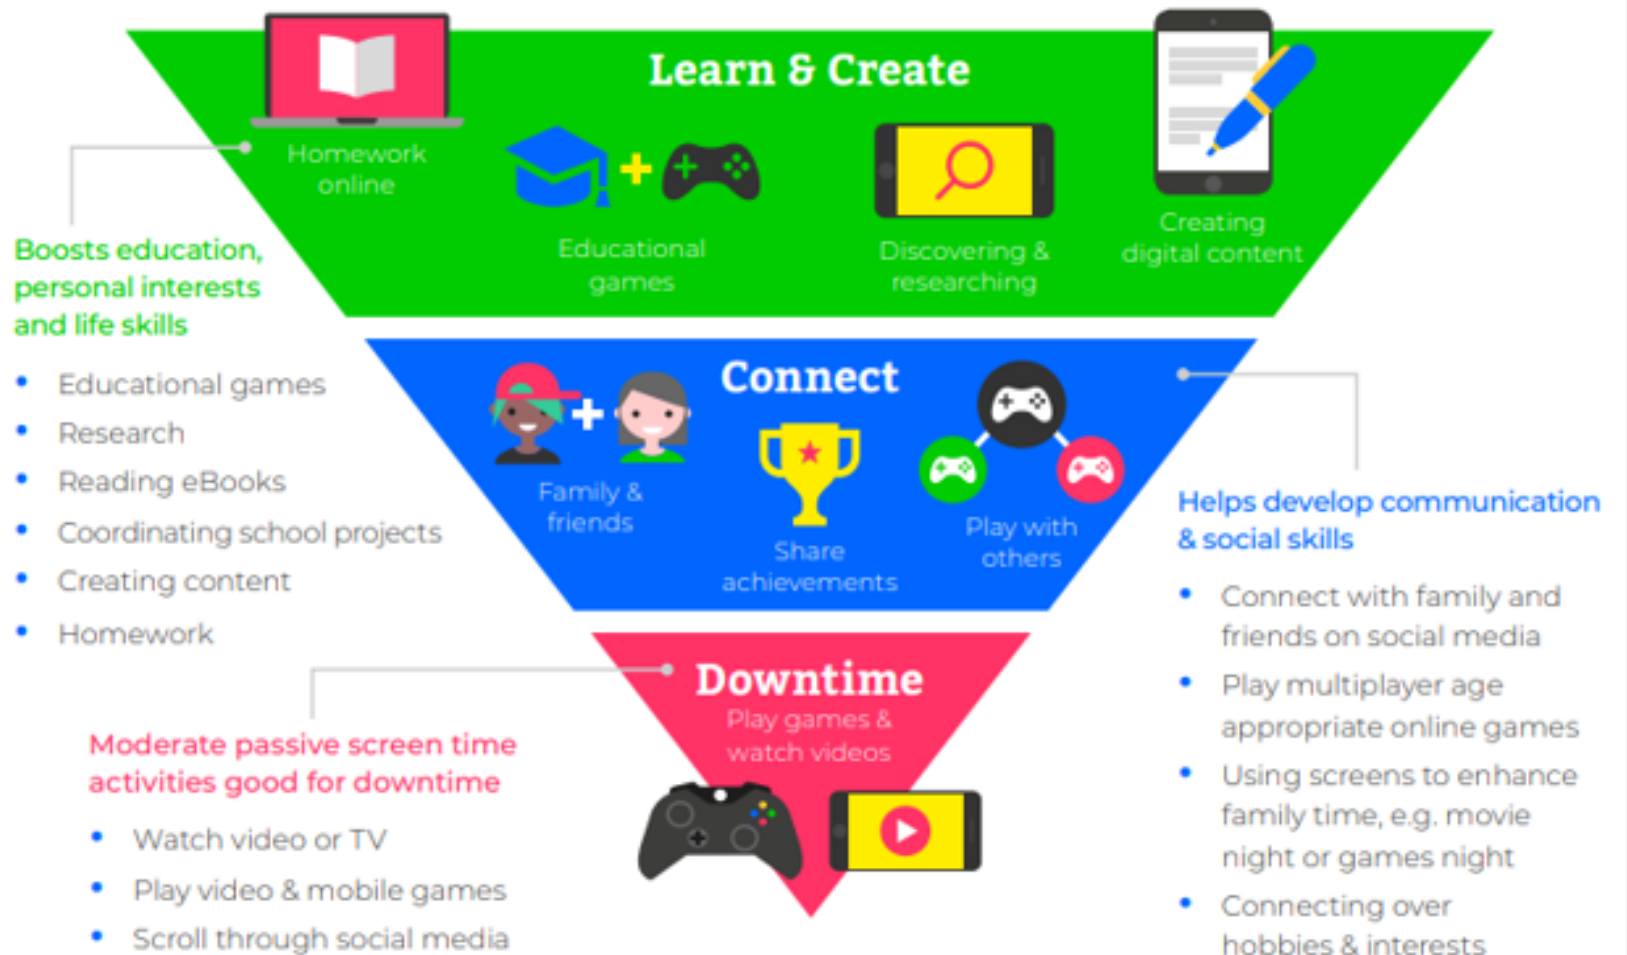 Learn & Create
Homework
online
Educational
games
Discovering &
researching
Creating
digital content
Boosts education,
personal interests
and life skills
• Educational games
• Research
• Reading eBooks
• Coordinating school projects
• Creating content
• Homework
Connect
Family &
friends
Share
achievements
Play with
others
Helps develop communication
& social skills
• Connect with family and
friends on social media
• Play multiplayer age
appropriate online games
• Using screens to enhance
family time, e.g. movie
night or games night
• Connecting over
hobbies & interests
Downtime
Play games &
watch videos
Moderate passive screen time
activities good for downtime
• Watch video or TV
• Play video & mobile games
• Scroll through social media